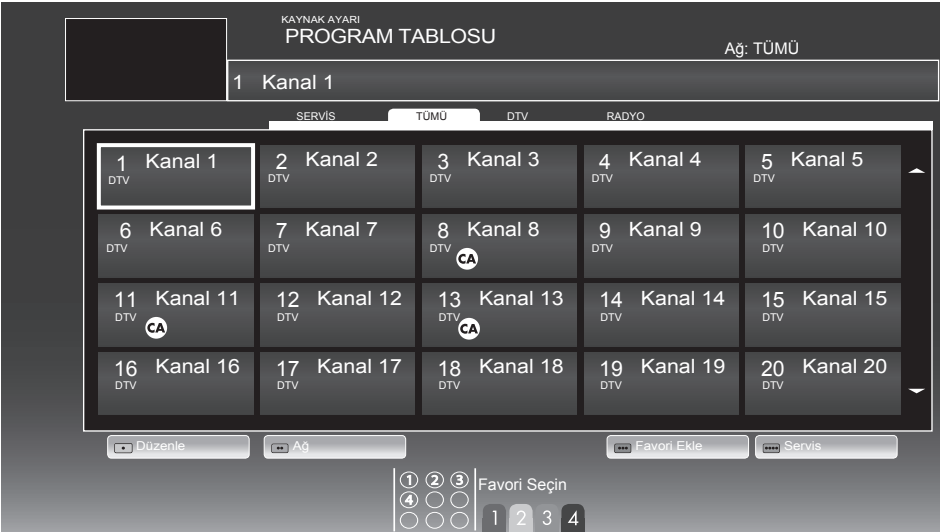 KAYNAK AYARI
PROGRAM TABLOSU
Ağ: TÜMÜ
1 Kanal 1
SERVİS TÜMÜ DTV RADYO
1 Kanal 1 2 Kanal 2 3 Kanal 3 4 Kanal 4 5 Kanal 5
DTV DTV DTV DTV DTV
6 Kanal 6 7 Kanal 7 8 Kanal 8 9 Kanal 9 10 Kanal 10
DTV DTV DTV DTV DTV
CA
11 Kanal 11 12 Kanal 12 13 Kanal 13 14 Kanal 14 15 Kanal 15
DTV DTV DTV DTV DTV
CA CA
16 Kanal 16 17 Kanal 17 18 Kanal 18 19 Kanal 19 20 Kanal 20
DTV DTV DTV DTV DTV
Düzenle Ağ Favori Ekle Servis
1 2 3
4
Favori Seçin
1 2 3 4